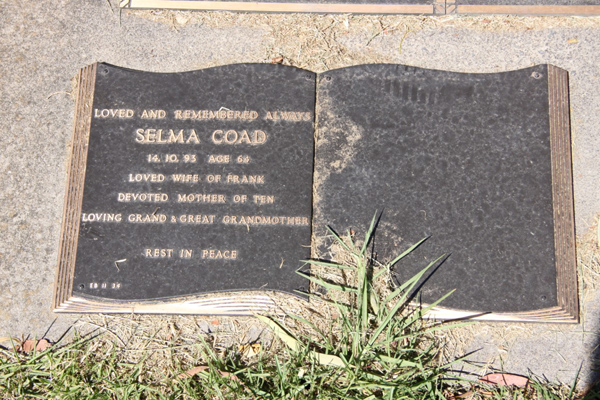 LOVED AND REMEMBERED ALWAYS
SELMA COAD
14.10.93 AGE 64
LOVED WIFE OF FRANK
DEVOTED MOTHER OF TEN
LOVING GRAND & GREAT GRANDMOTHER
REST IN PEACE